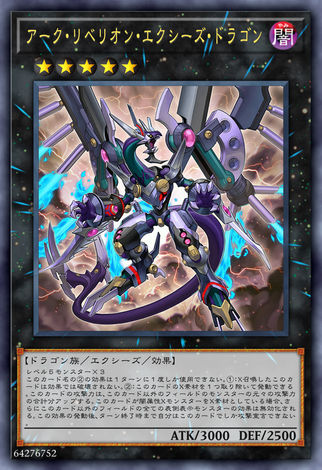 アーク・リベリオン・エクシーズ・ドラゴン
やみ
闇
【ドラゴン族／エクシーズ／効果】
レベル５モンスター×３
このカード名の②の効果は１ターンに１度しか使用できない。①：X召喚したこのカ
ードは効果では破壊されない。②：このカードのX素材を１つ取り除いて発動できる
。このカードの攻撃力は、このカード以外のフィールドのモンスターの元々の攻撃力
の合計分アップする。このカードが闇属性Xモンスターを X素材としている場合、さ
らにこのカード以外のフィールドの全ての表側表示モンスターの効果は無効化され
る。この効果の発動後、ターン終了時まで自分はこのカードでしか攻撃宣言できない
ATK/3000 DEF/2500
64276752